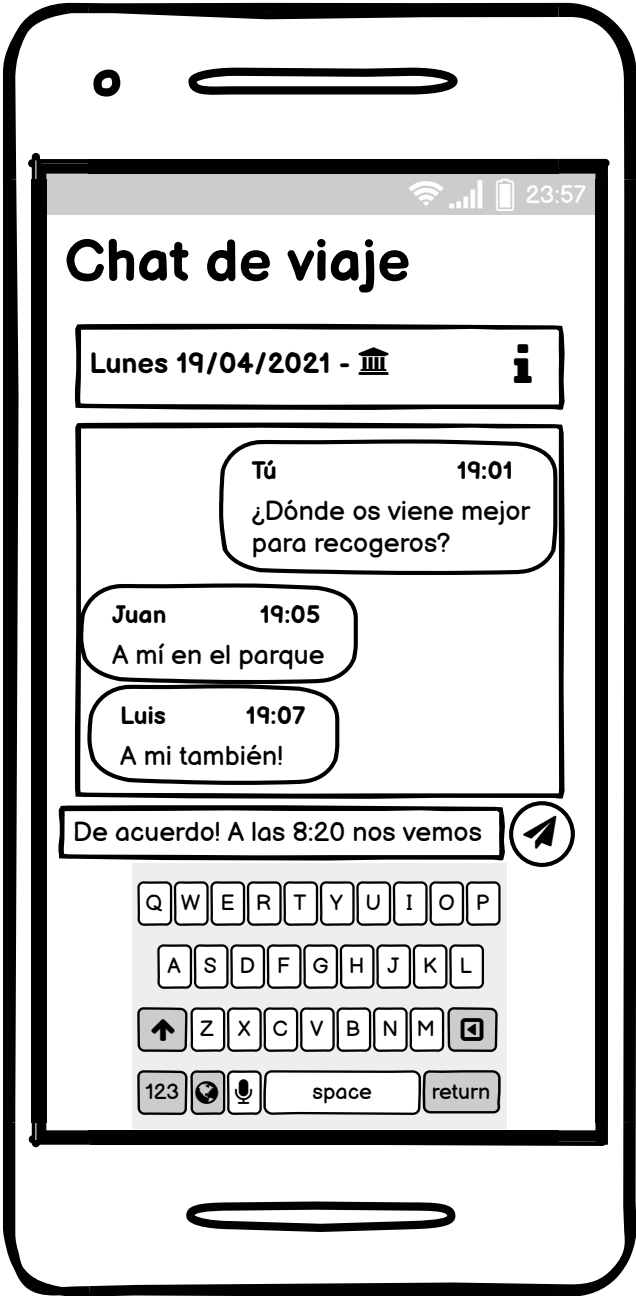 23:57
Chat de viaje
Lunes 19/04/2021 -
Tú 19:01
¿Dónde os viene mejor
para recogeros?
Juan 19:05
A mí en el parque
Luis 19:07
A mi también!
De acuerdo! A las 8:20 nos vemos
Q W E R T Y U I O P
A S D F G H J K L
Z X C V B N M
123 space return